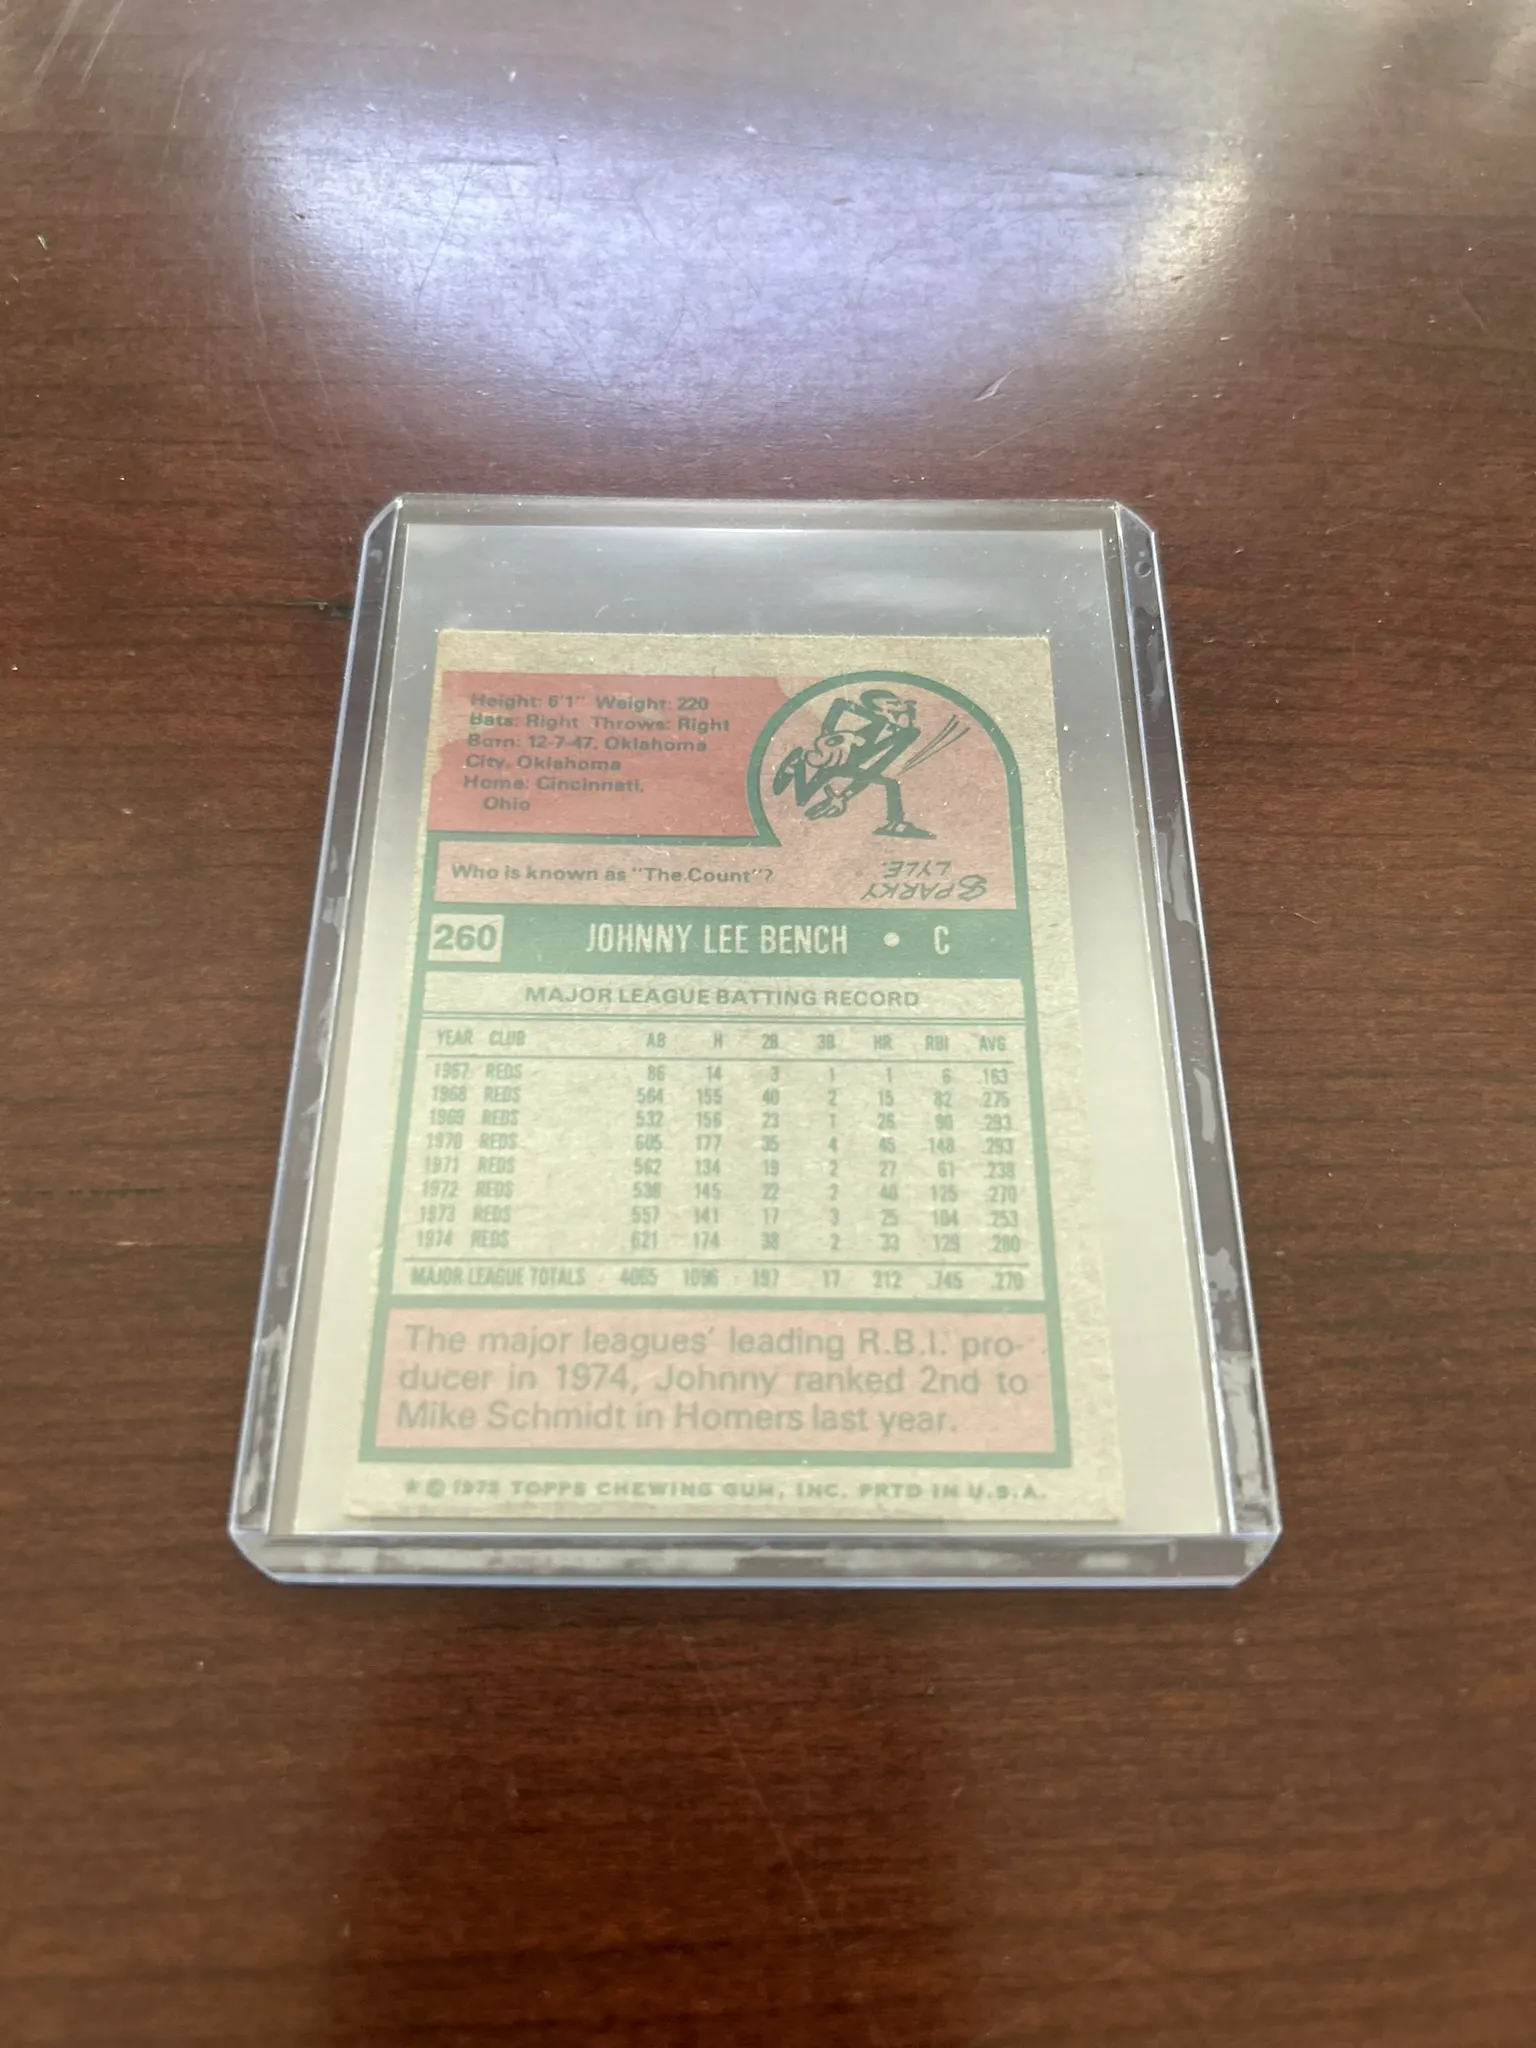 Height: 6'1" Weight: 220
Bats: Right Throws: Right
Born: 12-7-47, Oklahoma
City, Oklahoma
Home: Cincinnati,
Ohio
Who is known as "The Count"?
SPARKY
LYLE.
260 JOHNNY LEE BENCH • C
MAJOR LEAGUE BATTING RECORD
YEAR CLUB AB H 2B 3B HR RBI AVG
1967 REDS 86 14 3 1 1 6 .163
1968 REDS 564 155 40 2 15 82 .275
1969 REDS 532 156 23 1 26 90 .293
1970 REDS 605 177 35 4 45 148 .293
1971 REDS 562 134 19 2 27 61 .238
1972 REDS 538 145 22 2 40 125 .270
1973 REDS 557 141 17 3 25 104 .253
1974 REDS 621 174 38 2 33 129 .280
MAJOR LEAGUE TOTALS 4065 1096 197 17 212 .745 .270
The major leagues' leading R.B.I. pro-
ducer in 1974, Johnny ranked 2nd to
Mike Schmidt in Homers last year.
* © 1975 TOPPS CHEWING GUM, INC. PRTD IN U.S.A.